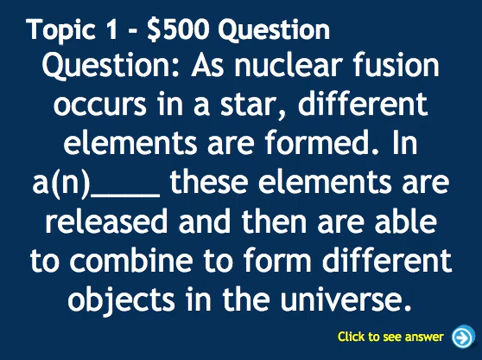 Topic 1 - $500 Question
Question: As nuclear fusion
occurs in a star, different
elements are formed. In
a(n)____ these elements are
released and then are able
to combine to form different
objects in the universe.
Click to see answer